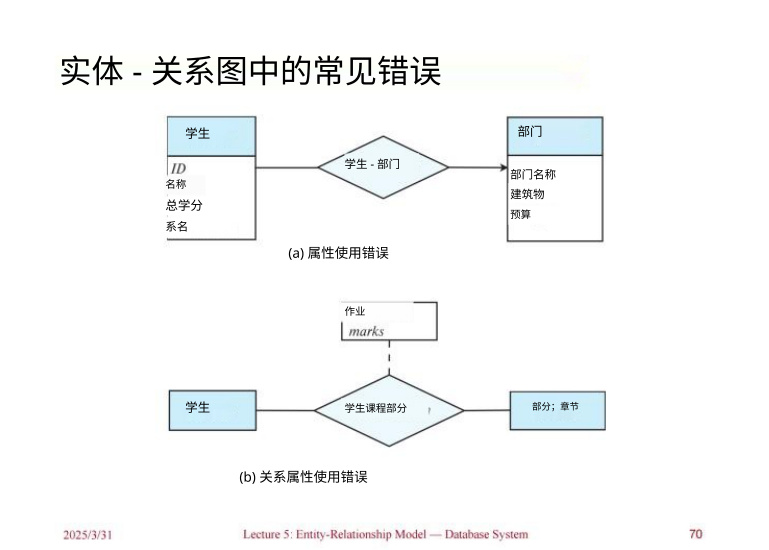 实体 - 关系图中的常见错误
学生
ID
名称
总学分
系名
学生 - 部门
部门
部门名称
建筑物
预算
(a) 属性使用错误
作业
marks
学生
学生课程部分
部分；章节
(b) 关系属性使用错误
2025/3/31
Lecture 5: Entity-Relationship Model — Database System
70